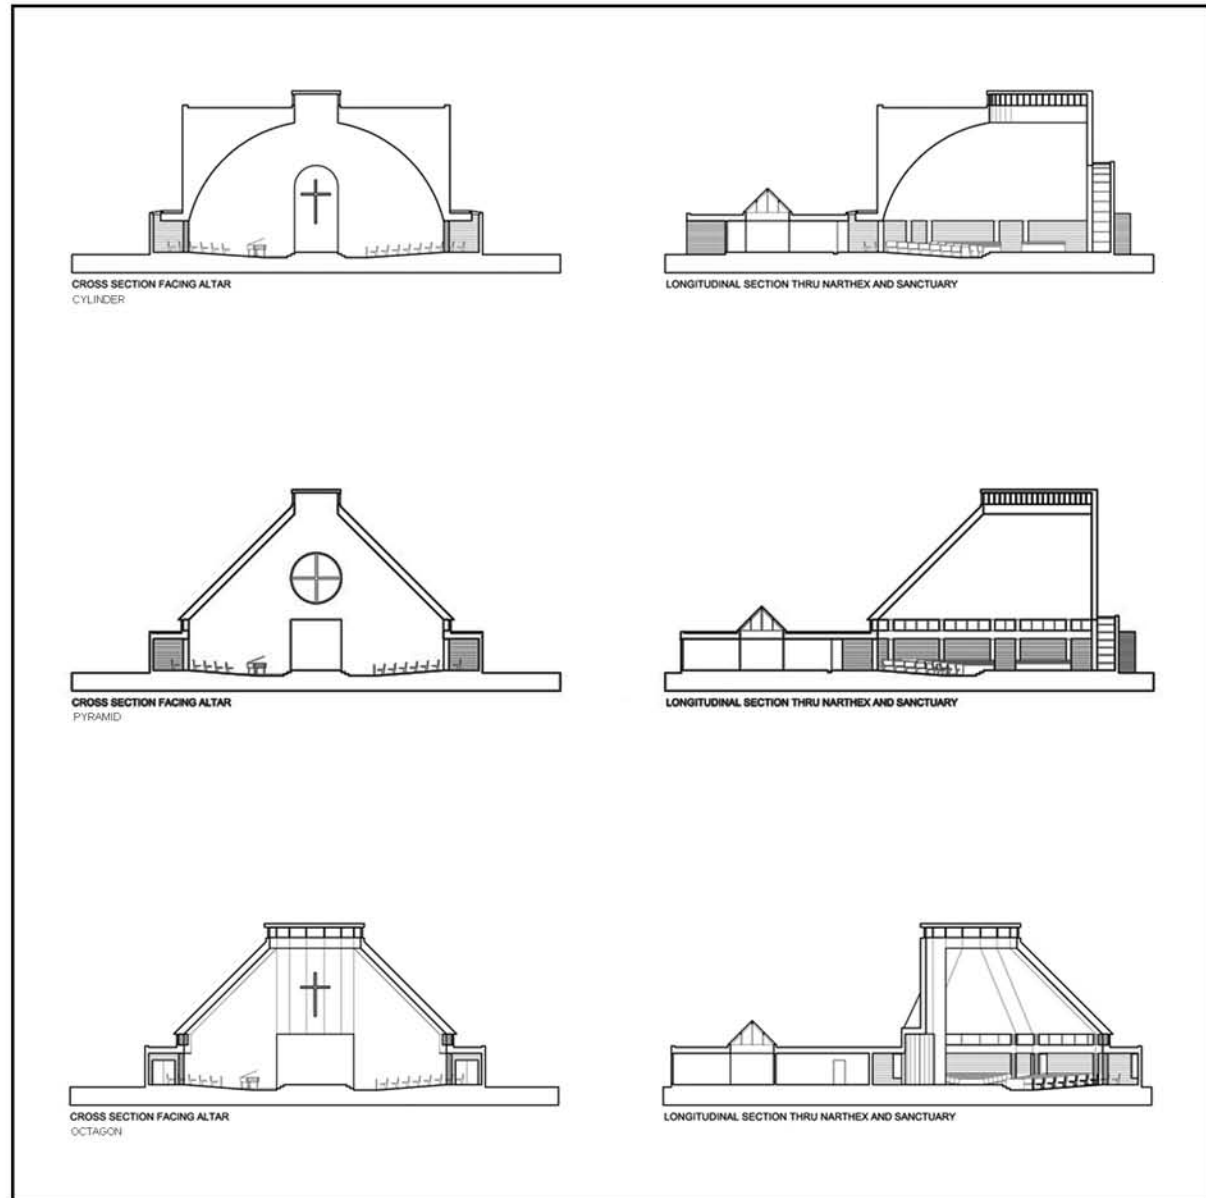 CROSS SECTION FACING ALTAR
CYLINDER
LONGITUDINAL SECTION THRU NARTHEX AND SANCTUARY
CROSS SECTION FACING ALTAR
PYRAMID
LONGITUDINAL SECTION THRU NARTHEX AND SANCTUARY
CROSS SECTION FACING ALTAR
OCTAGON
LONGITUDINAL SECTION THRU NARTHEX AND SANCTUARY